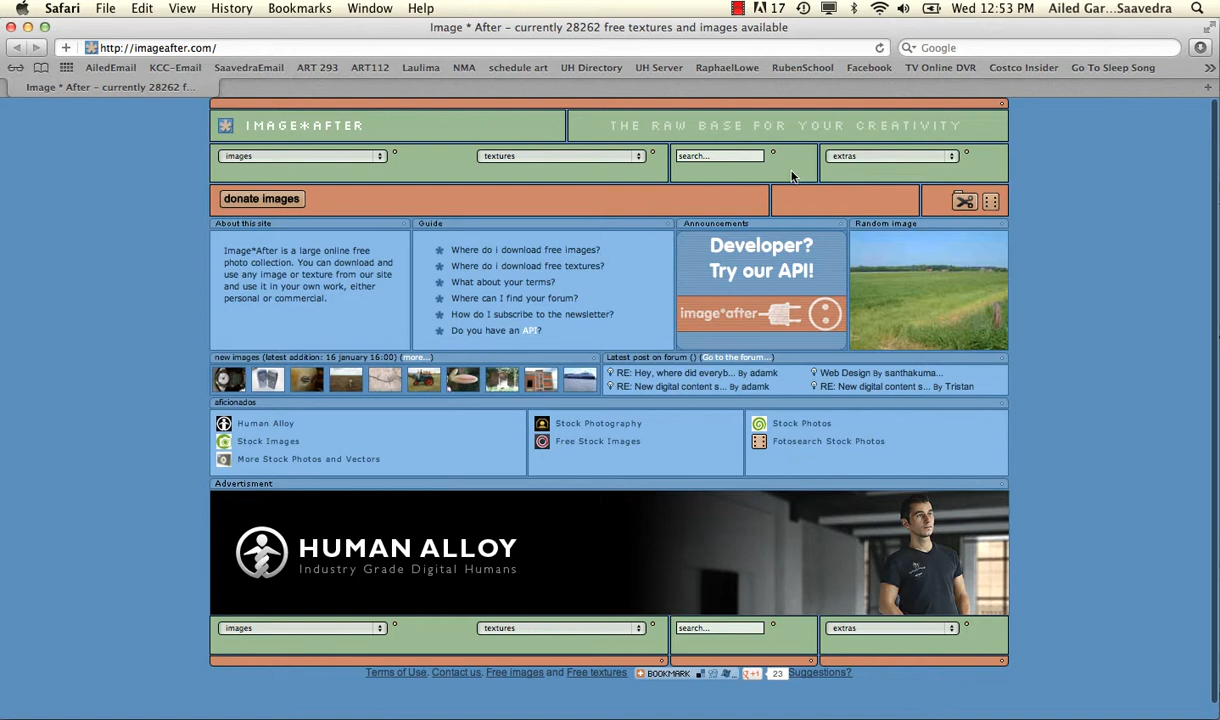 Safari File Edit View History Bookmarks Window Help 17 Wed 12:53 PM Ailed Gar...Saavedra
Image * After - currently 28262 free textures and images available
http://imageafter.com/ Google
AiledEmail KCC-Email SaavedraEmail ART 293 ART112 Laulima NMA schedule art UH Directory UH Server RaphaelLowe RubenSchool Facebook TV Online DVR Costco Insider Go To Sleep Song
Image * After - currently 28262 f...
IMAGE*AFTER THE RAW BASE FOR YOUR CREATIVITY
images textures search... extras
donate images
About this site Guide Announcements Random image
Image*After is a large online free
photo collection. You can download and
use any image or texture from our site
and use it in your own work, either
personal or commercial.
Where do i download free images?
Where do i download free textures?
What about your terms?
Where can I find your forum?
How do I subscribe to the newsletter?
Do you have an API?
Developer?
Try our API!
image*after
new images (latest addition: 16 january 16:00) (more...) Latest post on forum () (Go to the forum...)
RE: Hey, where did everyb... By adamk Web Design By santhakuma...
RE: New digital content s... By adamk RE: New digital content s... By Tristan
aficionados
Human Alloy Stock Photography Stock Photos
Stock Images Free Stock Images Fotosearch Stock Photos
More Stock Photos and Vectors
Advertisment
HUMAN ALLOY
Industry Grade Digital Humans
images textures search... extras
Terms of Use. Contact us. Free images and Free textures BOOKMARK +1 23 Suggestions?